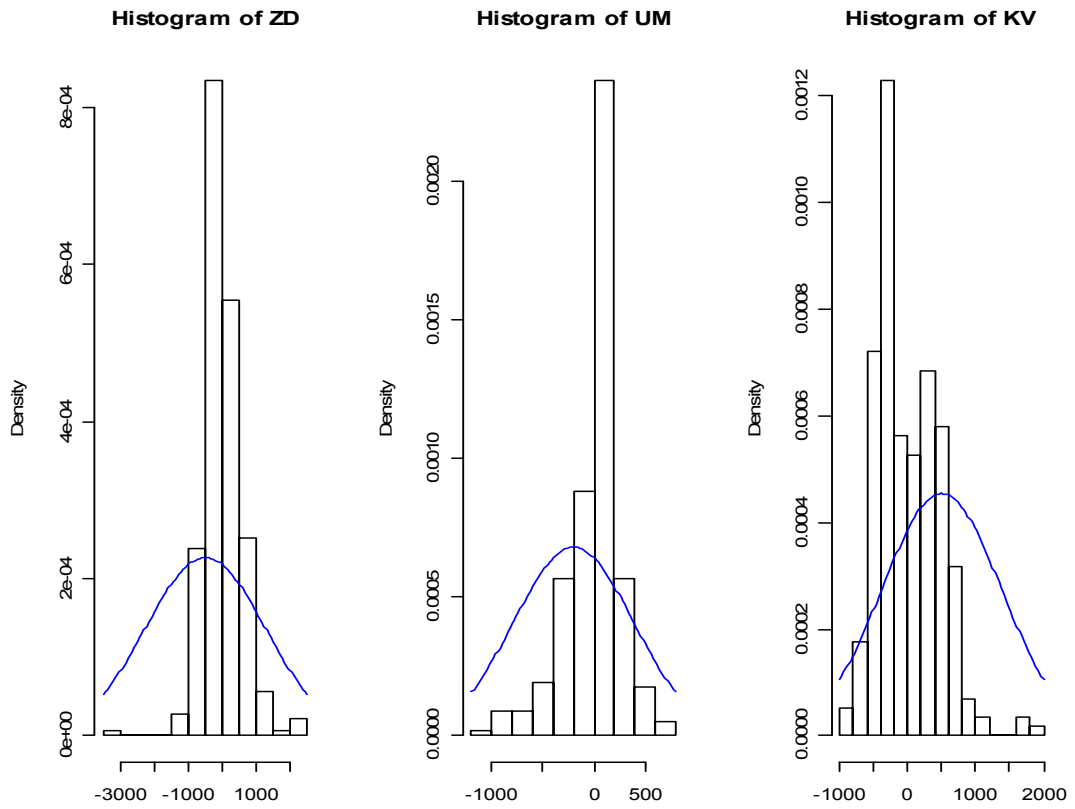 Histogram of ZD
Density
0e+00 2e-04 4e-04 6e-04 8e-04
-3000 -1000 1000
Histogram of UM
Density
0.0000 0.0005 0.0010 0.0015 0.0020
-1000 0 500
Histogram of KV
Density
0.0000 0.0002 0.0004 0.0006 0.0008 0.0010 0.0012
-1000 0 1000 2000